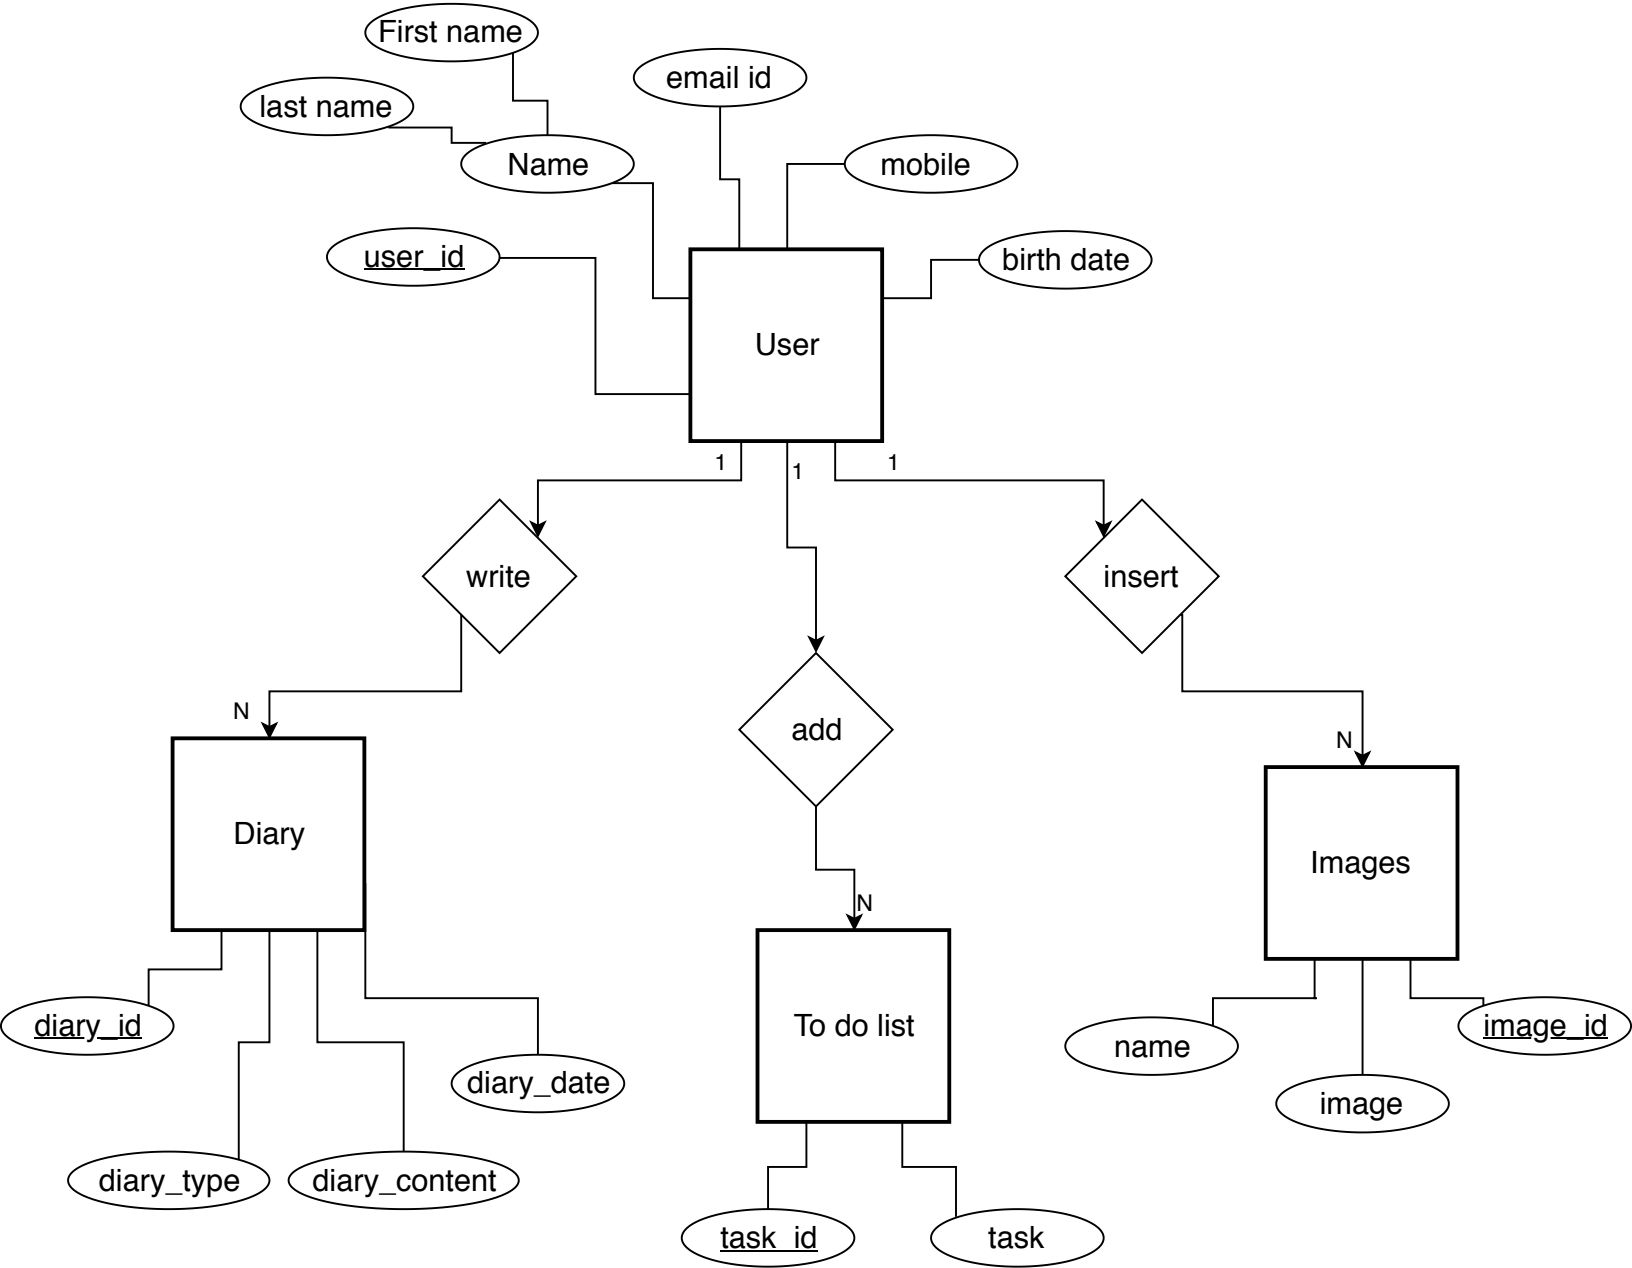 First name
email id
last name
Name
mobile
user_id
birth date
User
1
1
1
write
insert
add
N
N
Diary
Images
N
To do list
diary_id
diary_date
name
image_id
image
diary_type
diary_content
task_id
task